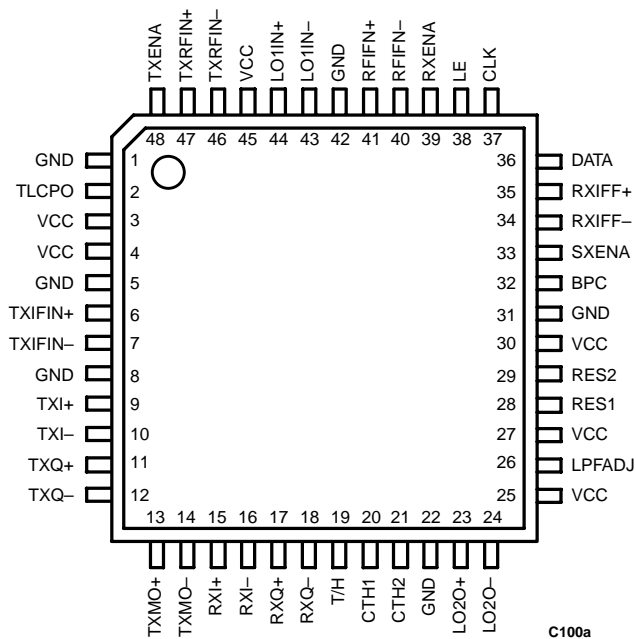 TXENA TXRFIN+ TXRFIN– VCC LO1IN+ LO1IN– GND RFIFN+ RFIFN– RXENA LE CLK
48 47 46 45 44 43 42 41 40 39 38 37
GND 1 36 DATA
TLCPO 2 35 RXIFF+
VCC 3 34 RXIFF–
VCC 4 33 SXENA
GND 5 32 BPC
TXIFIN+ 6 31 GND
TXIFIN– 7 30 VCC
GND 8 29 RES2
TXI+ 9 28 RES1
TXI– 10 27 VCC
TXQ+ 11 26 LPFADJ
TXQ– 12 25 VCC
13 14 15 16 17 18 19 20 21 22 23 24
TXMO+ TXMO– RXI+ RXI– RXQ+ RXQ– T/H CTH1 CTH2 GND LO2O+ LO2O–
C100a